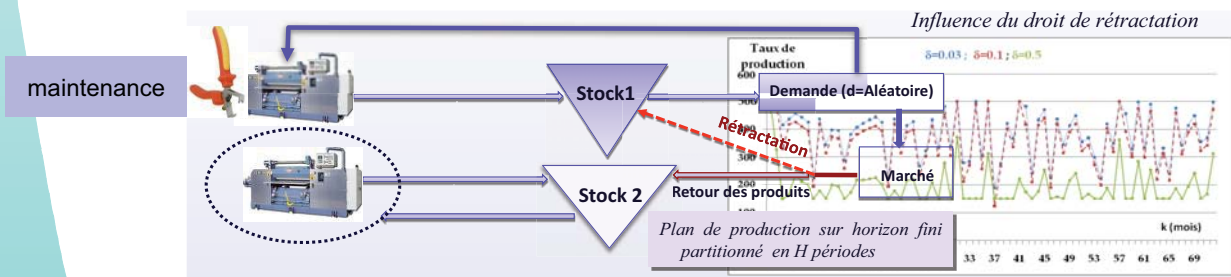 Influence du droit de rétractation
maintenance
Taux de
production
δ=0.03 ; δ=0.1 ; δ=0.5
600
Stock1
Demande (d=Aléatoire)
Rétractation
300
Marché
Stock 2
Retour des produits
200
Plan de production sur horizon fini
partitionné en H périodes
k (mois)
33 37 41 45 49 53 57 61 65 69